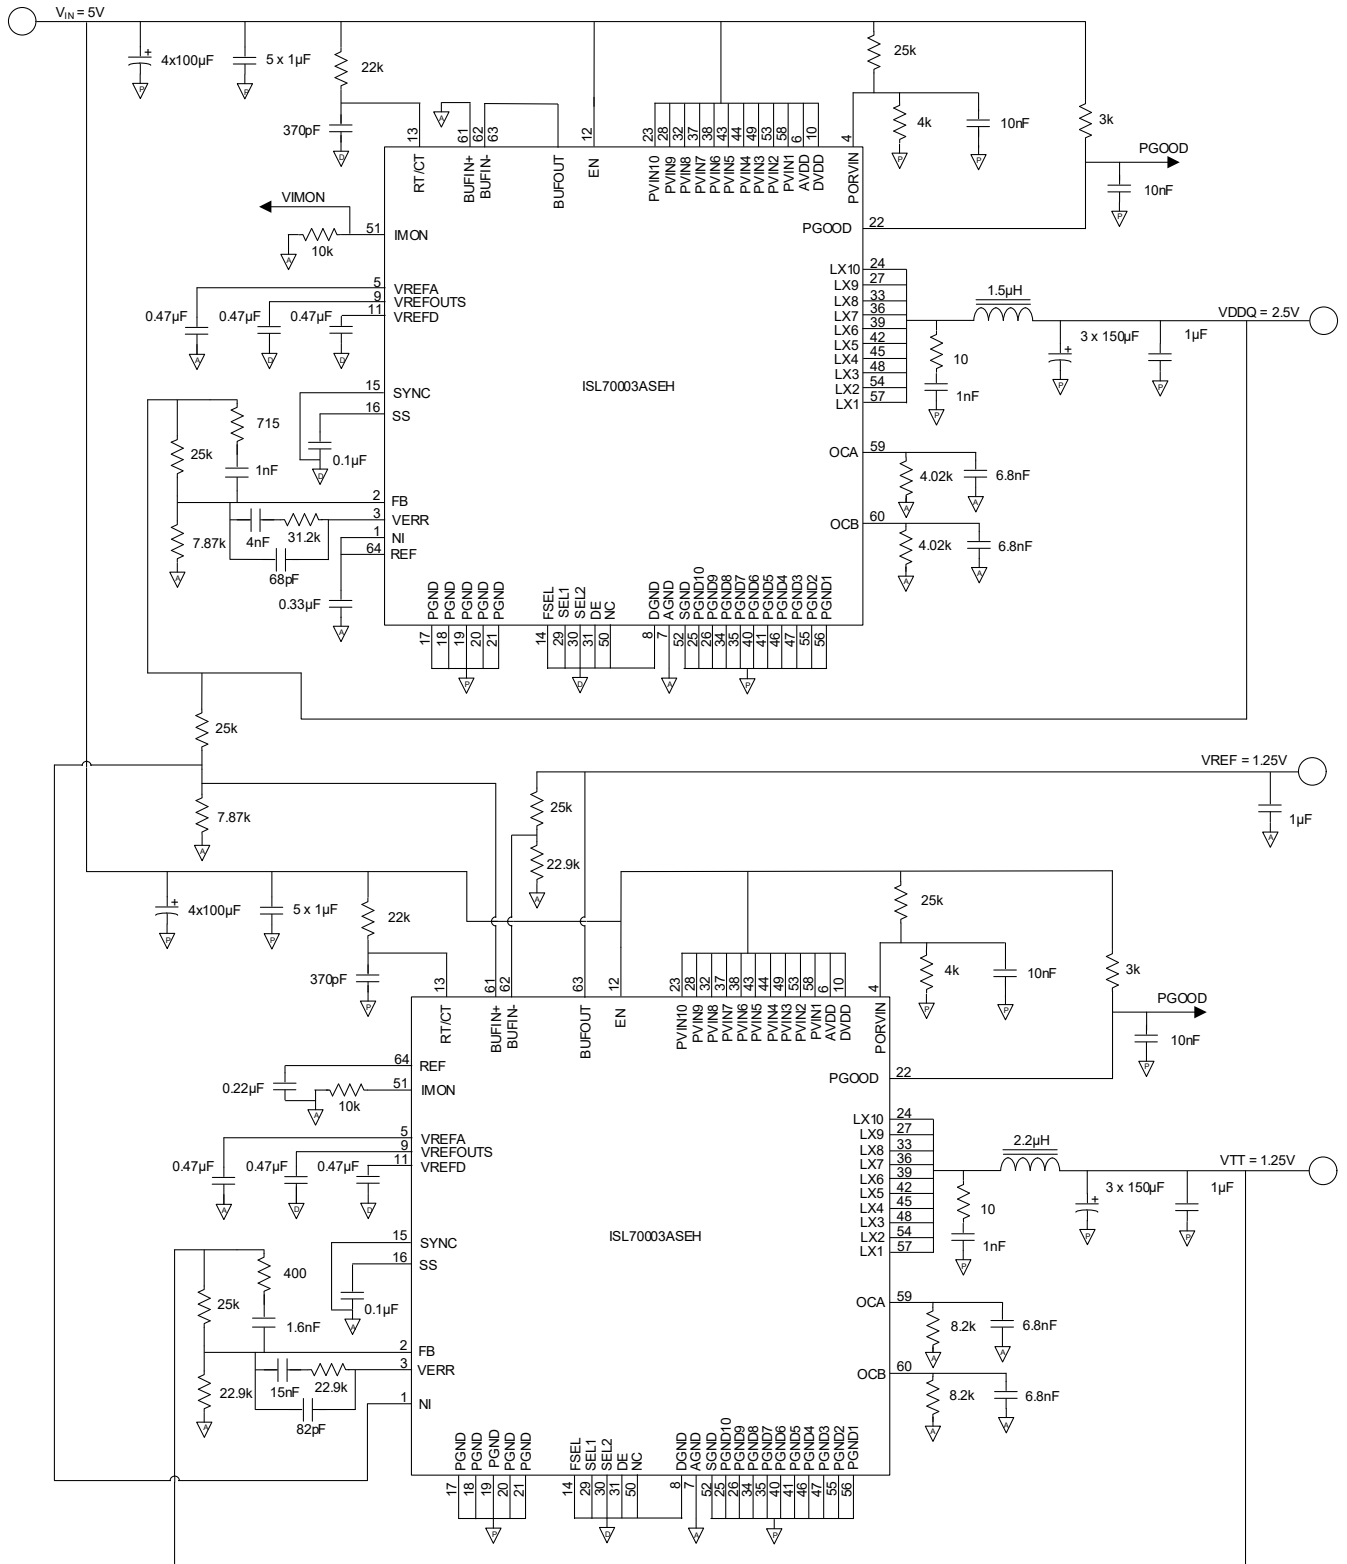 V_IN = 5V
4x100µF
5 x 1µF
22k
370pF
25k
4k
10nF
3k
PGOOD
10nF
13
61
62
63
12
23
28
32
37
38
43
44
49
53
58
6
10
4
RT/CT
BUFIN+
BUFIN-
BUFOUT
EN
PVIN10
PVIN9
PVIN8
PVIN7
PVIN6
PVIN5
PVIN4
PVIN3
PVIN2
PVIN1
AVDD
DVDD
PORVIN
VIMON
10k
51 IMON
5 VREFA
9 VREFOUTS
11 VREFD
0.47µF
0.47µF
0.47µF
15 SYNC
16 SS
0.1µF
715
25k
1nF
2 FB
3 VERR
1 NI
64 REF
7.87k
4nF
31.2k
68pF
0.33µF
ISL70003ASEH
PGOOD 22
LX10 24
LX9 27
LX8 33
LX7 36
LX6 39
LX5 42
LX4 45
LX3 48
LX2 54
LX1 57
1.5µH
VDDQ = 2.5V
10
1nF
3 x 150µF
1µF
OCA 59
4.02k
6.8nF
OCB 60
4.02k
6.8nF
PGND
PGND
PGND
PGND
PGND
FSEL
SEL1
SEL2
DE
NC
DGND
AGND
SGND
PGND10
PGND9
PGND8
PGND7
PGND6
PGND5
PGND4
PGND3
PGND2
PGND1
17
18
19
20
21
14
29
30
31
50
8
7
52
25
26
34
35
40
41
46
47
55
56
25k
7.87k
VREF = 1.25V
25k
22.9k
1µF
4x100µF
5 x 1µF
22k
370pF
25k
4k
10nF
3k
PGOOD
10nF
13
61
62
63
12
23
28
32
37
38
43
44
49
53
58
6
10
4
RT/CT
BUFIN+
BUFIN-
BUFOUT
EN
PVIN10
PVIN9
PVIN8
PVIN7
PVIN6
PVIN5
PVIN4
PVIN3
PVIN2
PVIN1
AVDD
DVDD
PORVIN
64 REF
51 IMON
0.22µF
10k
5 VREFA
9 VREFOUTS
11 VREFD
0.47µF
0.47µF
0.47µF
15 SYNC
16 SS
0.1µF
400
25k
1.6nF
2 FB
3 VERR
1 NI
22.9k
15nF
22.9k
82pF
ISL70003ASEH
PGOOD 22
LX10 24
LX9 27
LX8 33
LX7 36
LX6 39
LX5 42
LX4 45
LX3 48
LX2 54
LX1 57
2.2µH
VTT = 1.25V
10
1nF
3 x 150µF
1µF
OCA 59
8.2k
6.8nF
OCB 60
8.2k
6.8nF
PGND
PGND
PGND
PGND
PGND
FSEL
SEL1
SEL2
DE
NC
DGND
AGND
SGND
PGND10
PGND9
PGND8
PGND7
PGND6
PGND5
PGND4
PGND3
PGND2
PGND1
17
18
19
20
21
14
29
30
31
50
8
7
52
25
26
34
35
40
41
46
47
55
56